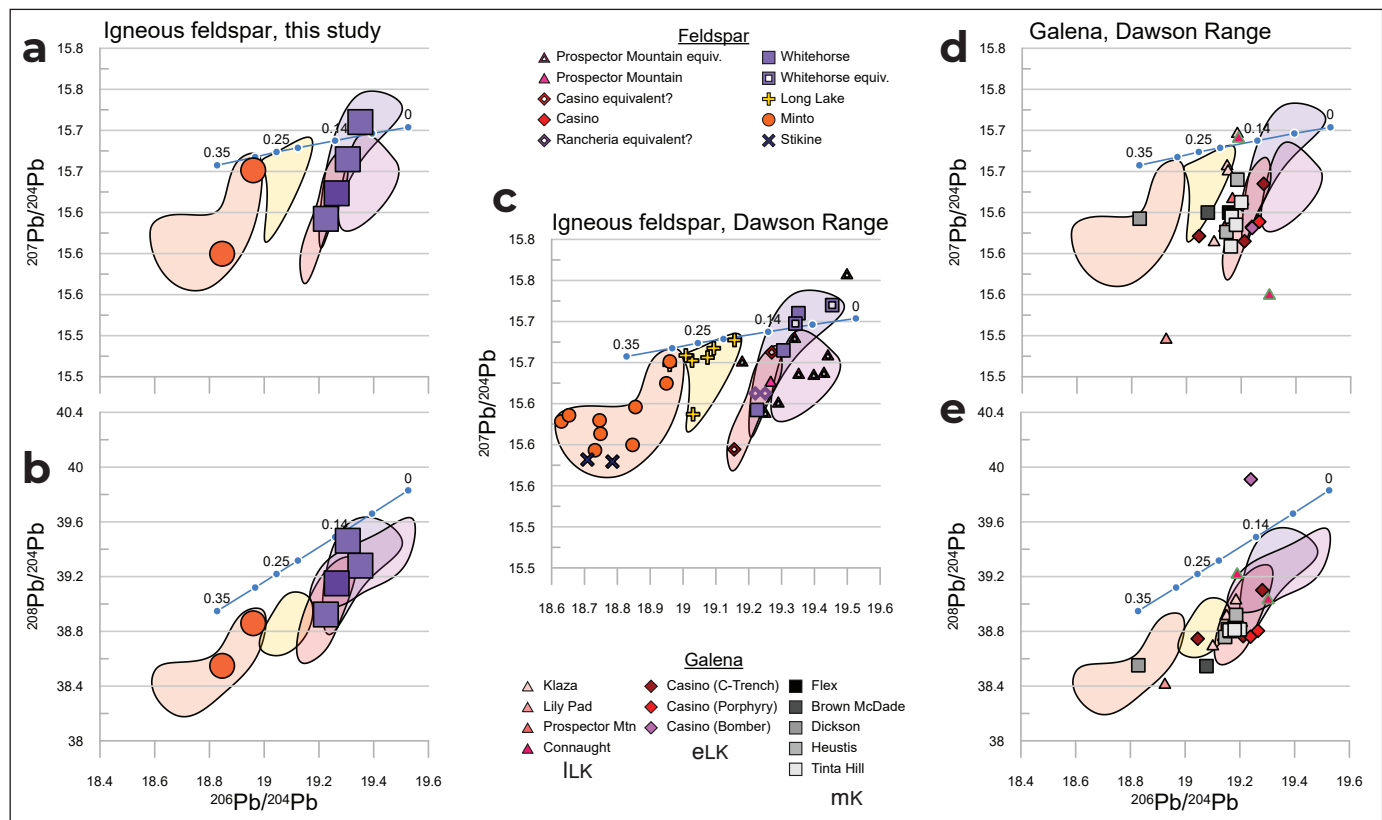 a
Igneous feldspar, this study
15.8
15.8
15.7
15.7
15.6
15.6
15.6
15.5
15.5
207Pb/204Pb
0.35
0.25
0.14
0
b
40.4
40
39.6
39.2
38.8
38.4
38
208Pb/204Pb
0.35
0.25
0.14
0
18.4 18.6 18.8 19 19.2 19.4 19.6
206Pb/204Pb
Feldspar
Prospector Mountain equiv.
Prospector Mountain
Casino equivalent?
Casino
Rancheria equivalent?
Whitehorse
Whitehorse equiv.
Long Lake
Minto
Stikine
c
Igneous feldspar, Dawson Range
15.8
15.7
15.7
15.6
15.6
15.6
15.5
15.5
207Pb/204Pb
0.35
0.25
0.14
0
18.6 18.7 18.8 18.9 19 19.1 19.2 19.3 19.4 19.5 19.6
Galena
Klaza
Lily Pad
Prospector Mtn
Connaught
lLK
Casino (C-Trench)
Casino (Porphyry)
Casino (Bomber)
eLK
Flex
Brown McDade
Dickson
Heustis
Tinta Hill
mK
d
Galena, Dawson Range
15.8
15.8
15.7
15.7
15.6
15.6
15.6
15.5
15.5
207Pb/204Pb
0.35
0.25
0.14
0
e
40.4
40
39.6
39.2
38.8
38.4
38
208Pb/204Pb
0.35
0.25
0.14
0
18.4 18.6 18.8 19 19.2 19.4 19.6
206Pb/204Pb